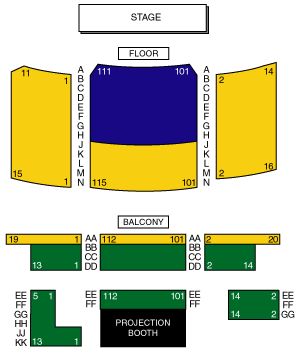 STAGE
FLOOR
11 1 A 111 101 A 2 14
B B
C C
D D
E E
F F
G G
H H
J J
K K
L L
15 1 M 115 101 M 2 16
N N
BALCONY
19 1 AA 112 101 AA 2 20
BB BB
CC CC
13 1 DD DD 2 14
5 1 EE 112 101 EE 14 2 EE
FF FF FF FF
GG 14 2 GG
HH PROJECTION
JJ BOOTH
13 1 KK